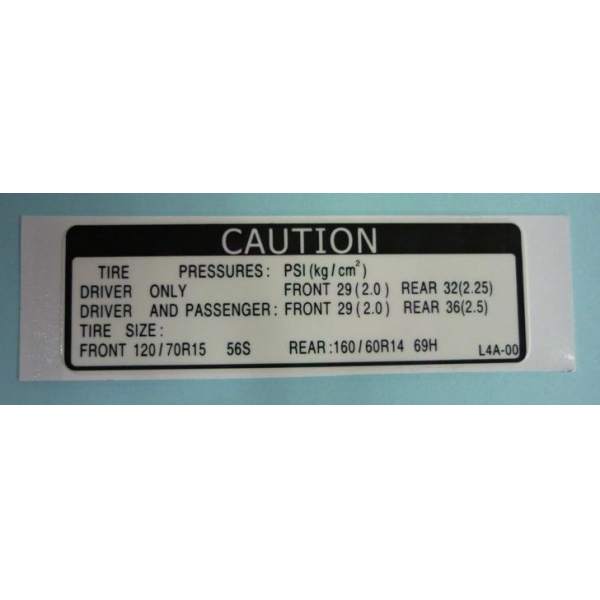 CAUTION
TIRE PRESSURES: PSI(kg/cm²)
DRIVER ONLY FRONT 29(2.0) REAR 32(2.25)
DRIVER AND PASSENGER: FRONT 29(2.0) REAR 36(2.5)
TIRE SIZE:
FRONT 120/70R15 56S REAR:160/60R14 69H L4A-00